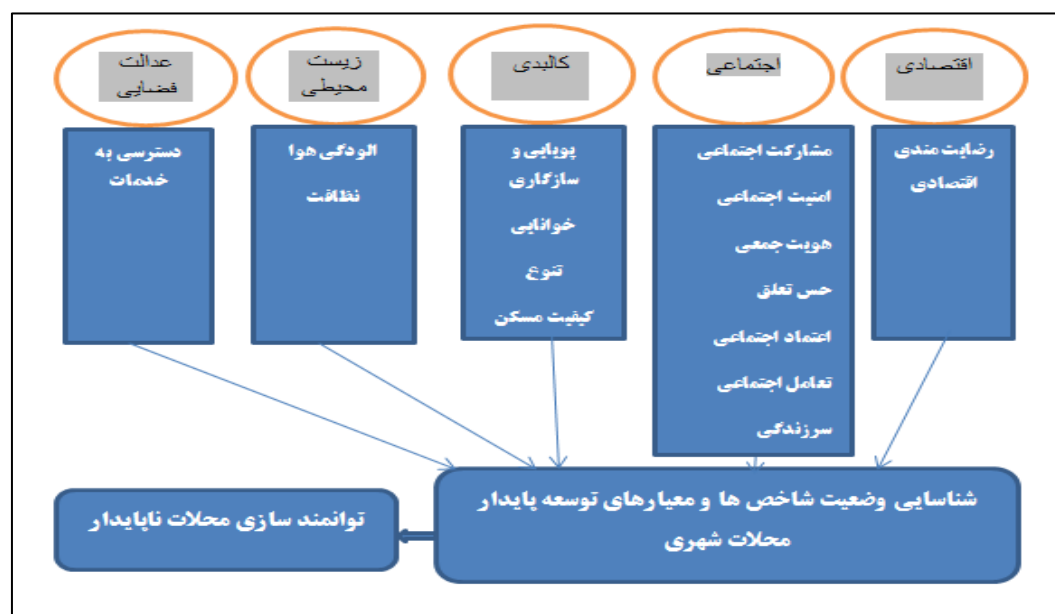 اقتصادی
اجتماعی
کالبدی
زیست
محیطی
عدالت
فضایی
رضایت مندی
اقتصادی
مشارکت اجتماعی
امنیت اجتماعی
هویت جمعی
حس تعلق
اعتماد اجتماعی
تعامل اجتماعی
سرزندگی
پویایی و
سازگاری
خوانایی
تنوع
کیفیت مسکن
الودگی هوا
نظافت
دسترسی به
خدمات
شناسایی وضعیت شاخص ها و معیارهای توسعه پایدار
محلات شهری
توانمند سازی محلات ناپایدار